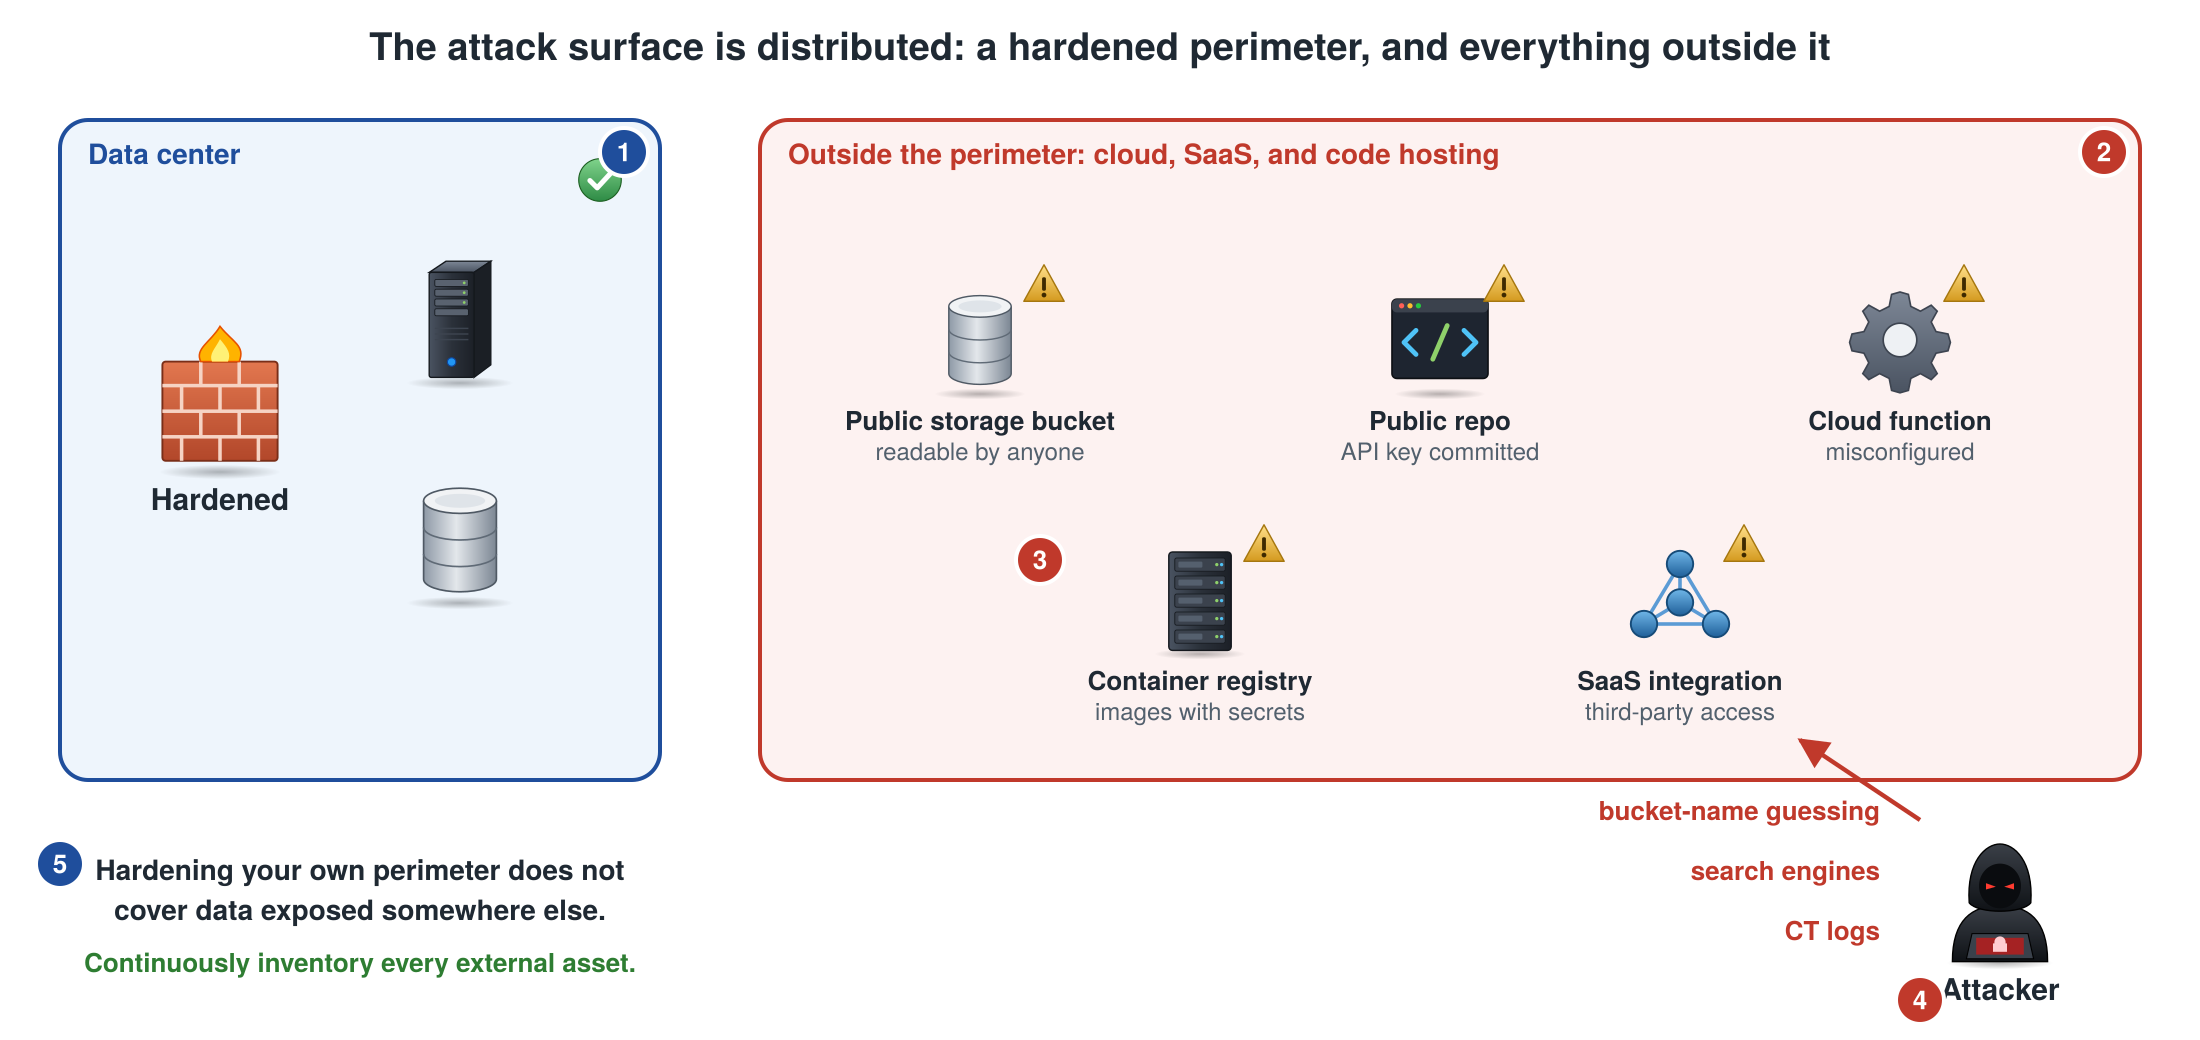 The attack surface is distributed: a hardened perimeter, and everything outside it
Data center
1
Hardened
Outside the perimeter: cloud, SaaS, and code hosting
2
Public storage bucket
readable by anyone
Public repo
API key committed
Cloud function
misconfigured
3
Container registry
images with secrets
SaaS integration
third-party access
bucket-name guessing
search engines
CT logs
4
Attacker
5
Hardening your own perimeter does not
cover data exposed somewhere else.
Continuously inventory every external asset.